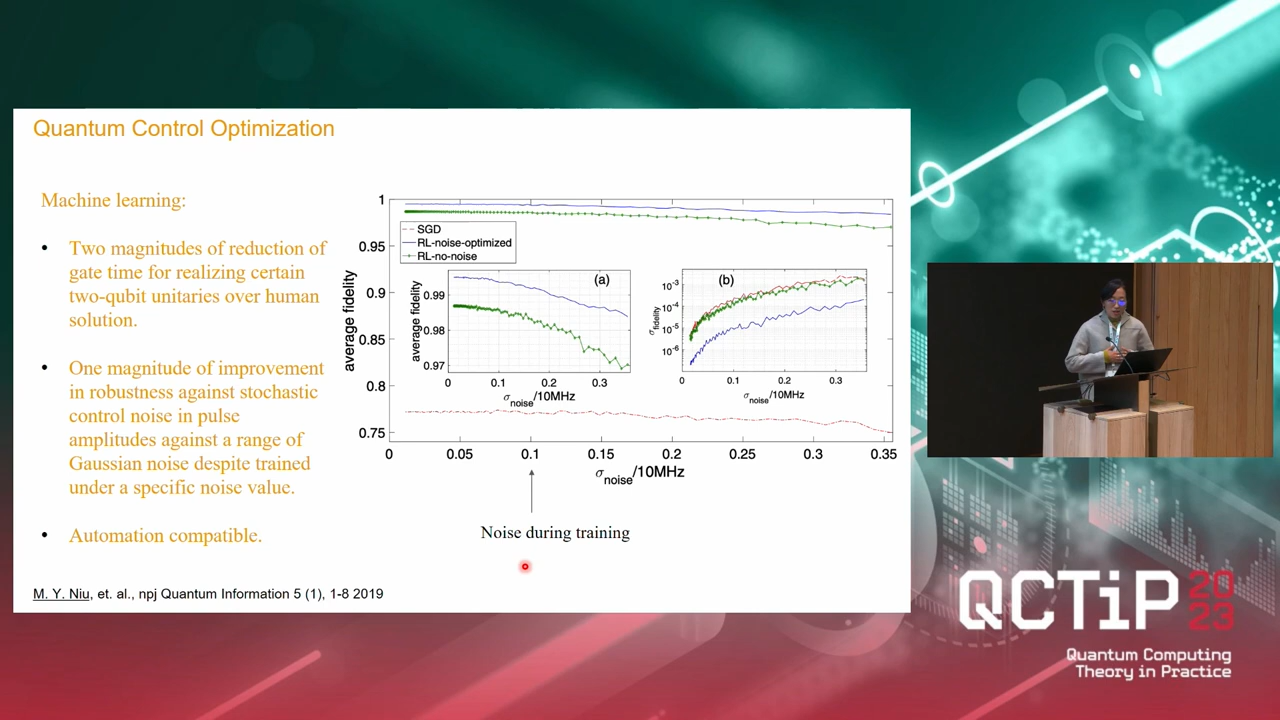 Quantum Control Optimization
Machine learning:
• Two magnitudes of reduction of
gate time for realizing certain
two-qubit unitaries over human
solution.
• One magnitude of improvement
in robustness against stochastic
control noise in pulse
amplitudes against a range of
Gaussian noise despite trained
under a specific noise value.
• Automation compatible.
M. Y. Niu, et. al., npj Quantum Information 5 (1), 1-8 2019
average fidelity
1
0.95
0.9
0.85
0.8
0.75
0 0.05 0.1 0.15 0.2 0.25 0.3 0.35
σnoise/10MHz
SGD
RL-noise-optimized
RL-no-noise
(a)
average fidelity
0.99
0.98
0.97
0 0.1 0.2 0.3
σnoise/10MHz
(b)
σfidelity
10-3
10-4
10-5
10-6
0 0.1 0.2 0.3
σnoise/10MHz
Noise during training
QCTiP 20
23
Quantum Computing
Theory in Practice